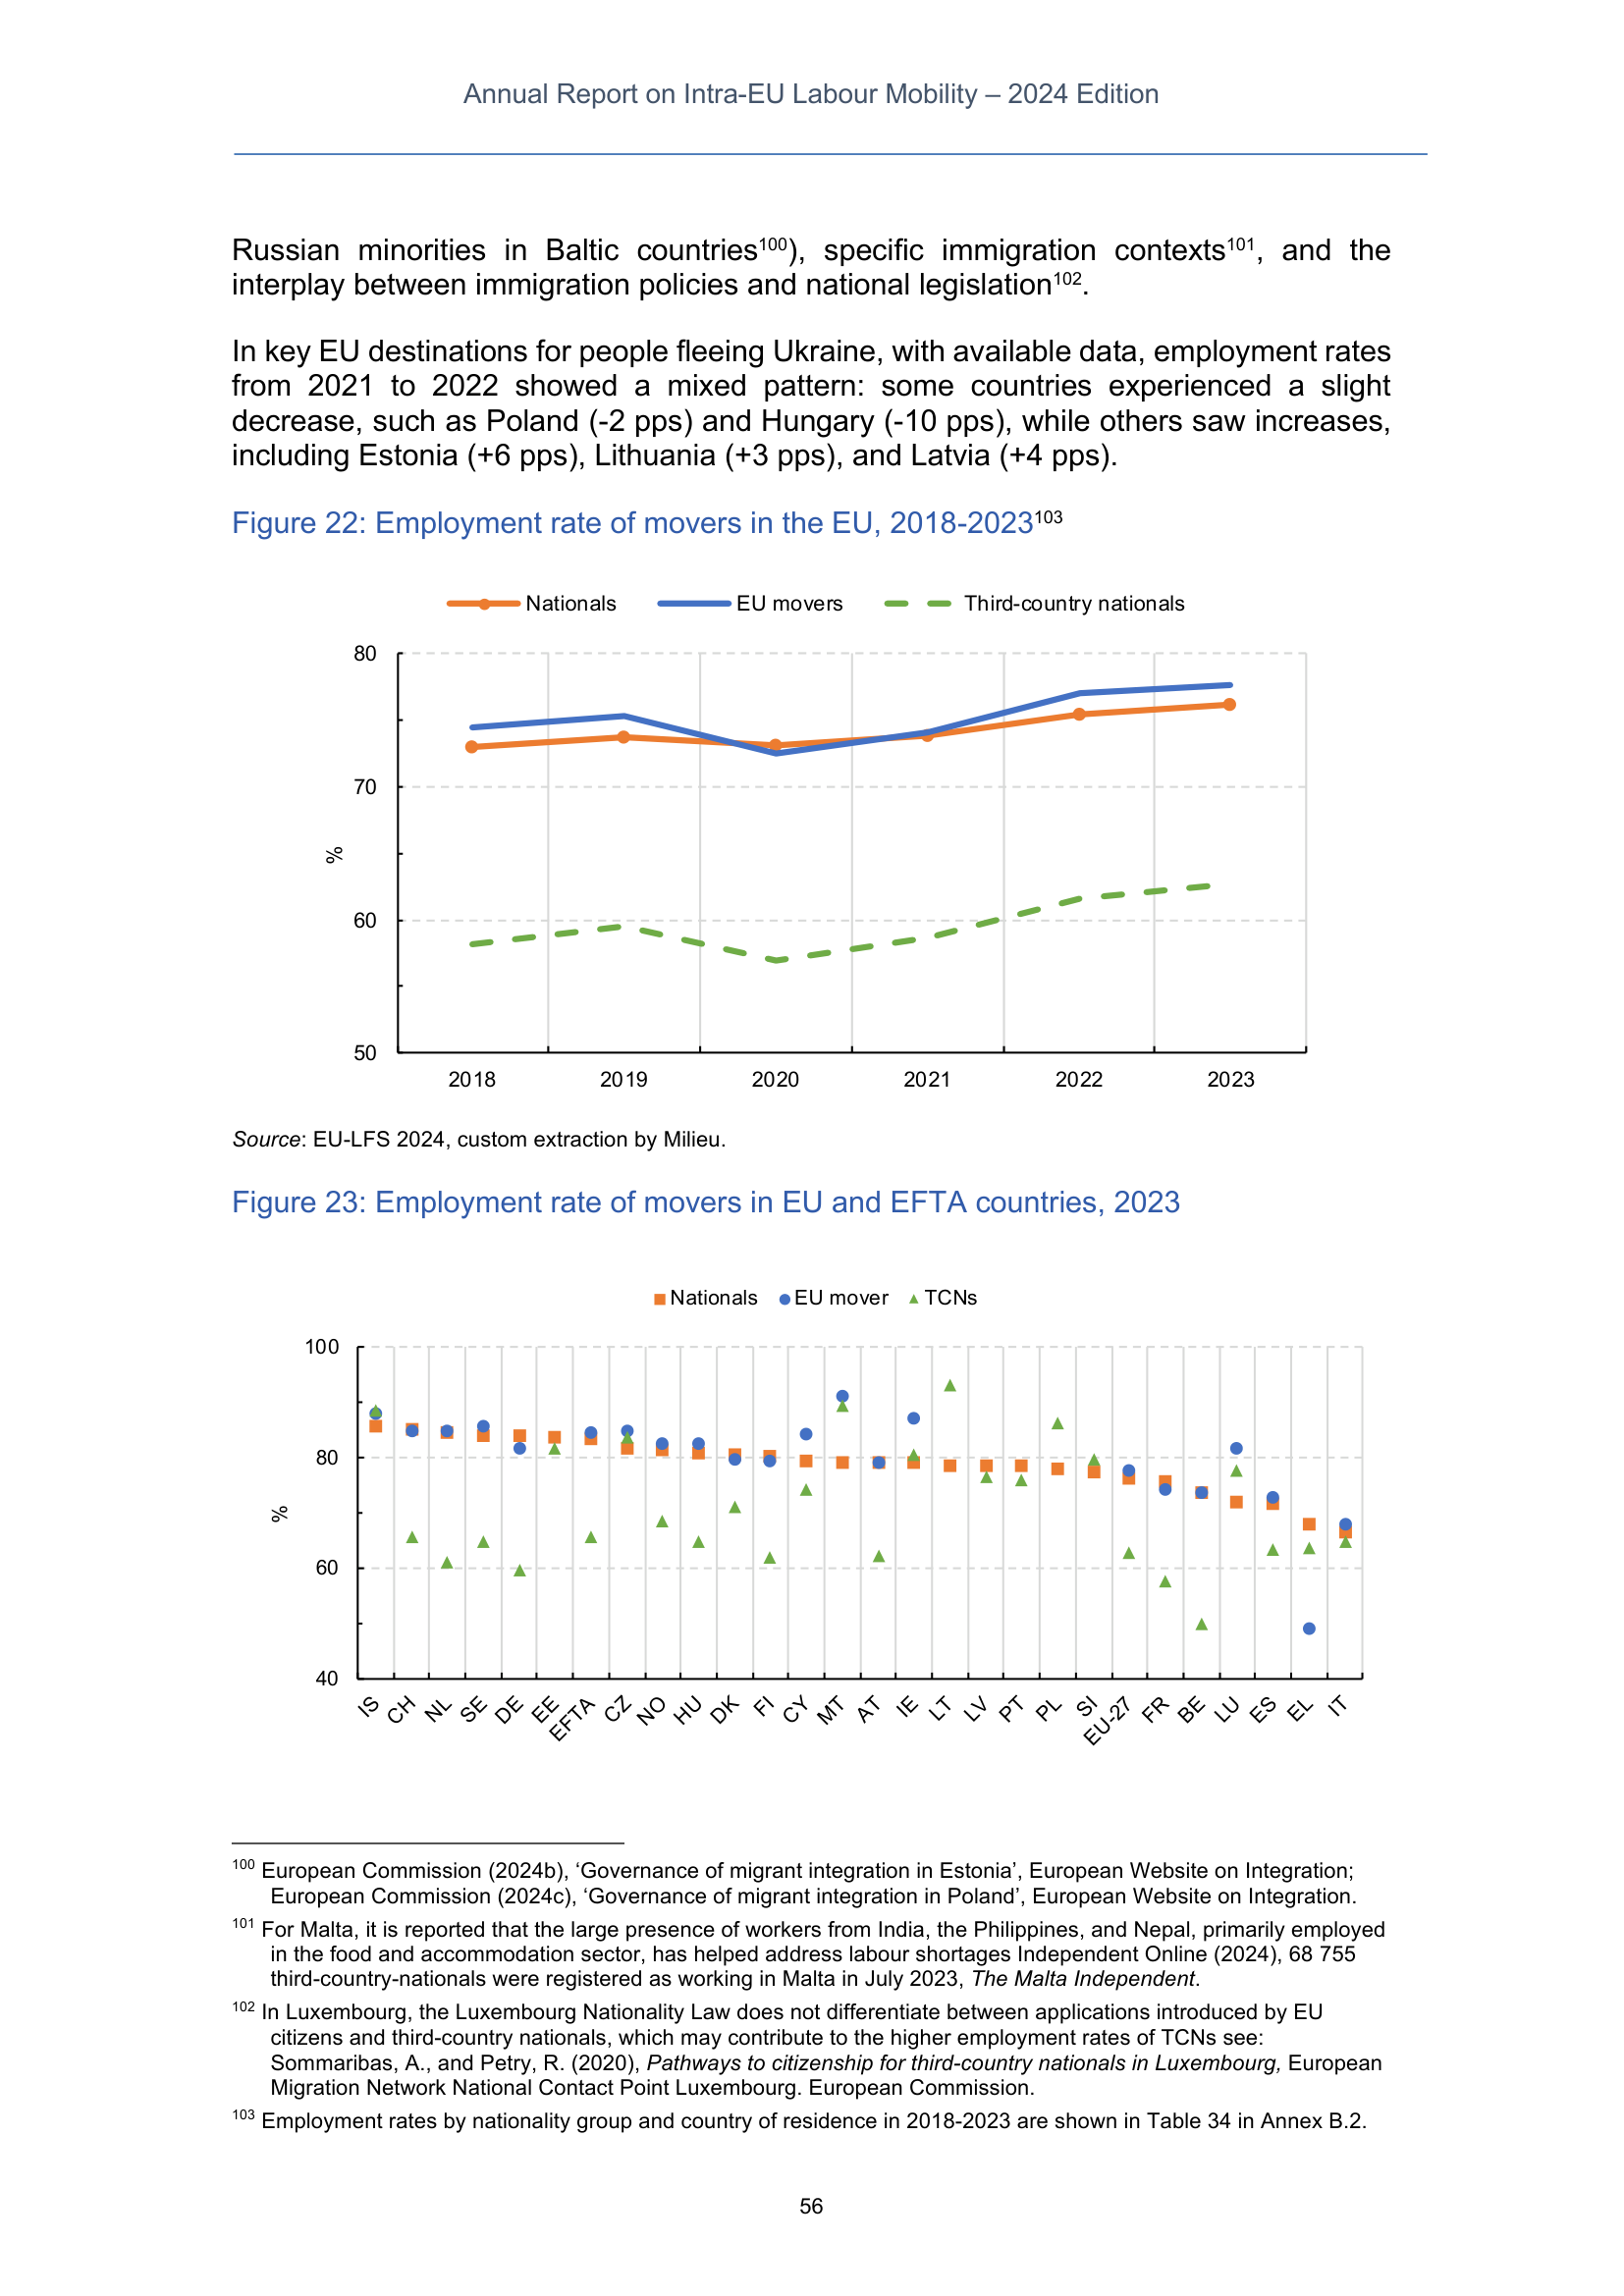 Annual Report on Intra-EU Labour Mobility – 2024 Edition
Russian minorities in Baltic countries100), specific immigration contexts101, and the
interplay between immigration policies and national legislation102.
In key EU destinations for people fleeing Ukraine, with available data, employment rates
from 2021 to 2022 showed a mixed pattern: some countries experienced a slight
decrease, such as Poland (-2 pps) and Hungary (-10 pps), while others saw increases,
including Estonia (+6 pps), Lithuania (+3 pps), and Latvia (+4 pps).
Figure 22: Employment rate of movers in the EU, 2018-2023103
Nationals EU movers Third-country nationals
80
70
%
60
50
2018 2019 2020 2021 2022 2023
Source: EU-LFS 2024, custom extraction by Milieu.
Figure 23: Employment rate of movers in EU and EFTA countries, 2023
Nationals EU mover TCNs
100
80
%
60
40
IS CH NL SE DE EE EFTA CZ NO HU DK FI CY MT AT IE LT LV PT PL SI EU-27 FR BE LU ES EL IT
100 European Commission (2024b), ‘Governance of migrant integration in Estonia’, European Website on Integration;
European Commission (2024c), ‘Governance of migrant integration in Poland’, European Website on Integration.
101 For Malta, it is reported that the large presence of workers from India, the Philippines, and Nepal, primarily employed
in the food and accommodation sector, has helped address labour shortages Independent Online (2024), 68 755
third-country-nationals were registered as working in Malta in July 2023, The Malta Independent.
102 In Luxembourg, the Luxembourg Nationality Law does not differentiate between applications introduced by EU
citizens and third-country nationals, which may contribute to the higher employment rates of TCNs see:
Sommaribas, A., and Petry, R. (2020), Pathways to citizenship for third-country nationals in Luxembourg, European
Migration Network National Contact Point Luxembourg. European Commission.
103 Employment rates by nationality group and country of residence in 2018-2023 are shown in Table 34 in Annex B.2.
56